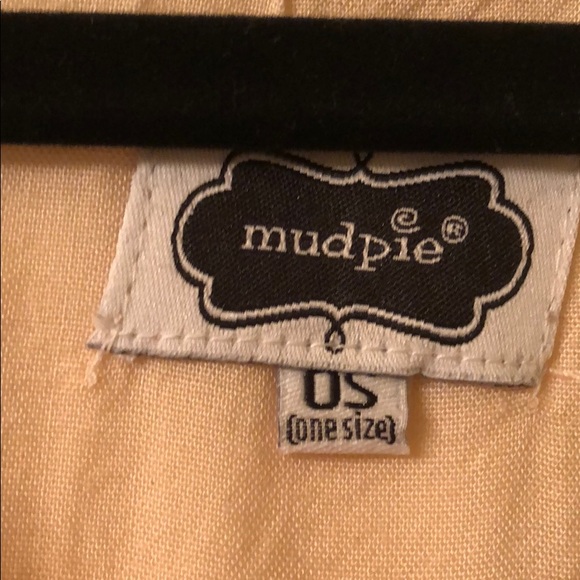 mudpie®
OS
(one size)